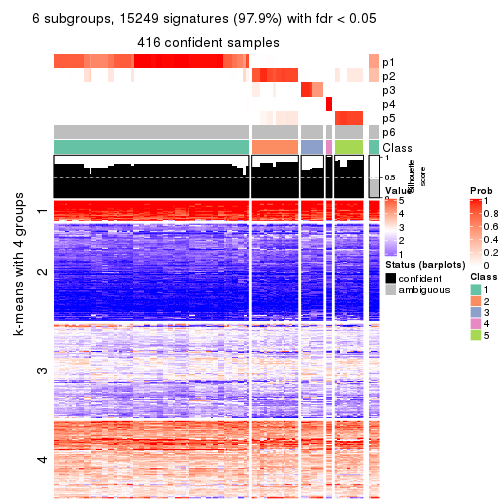 6 subgroups, 15249 signatures (97.9%) with fdr < 0.05
416 confident samples
p1
p2
p3
p4
p5
p6
Class
1
0.5
0
Silhouette
score
k-means with 4 groups
1
2
3
4
Value
5
4
3
2
1
Status (barplots)
confident
ambiguous
Prob
1
0.8
0.6
0.4
0.2
0
Class
1
2
3
4
5